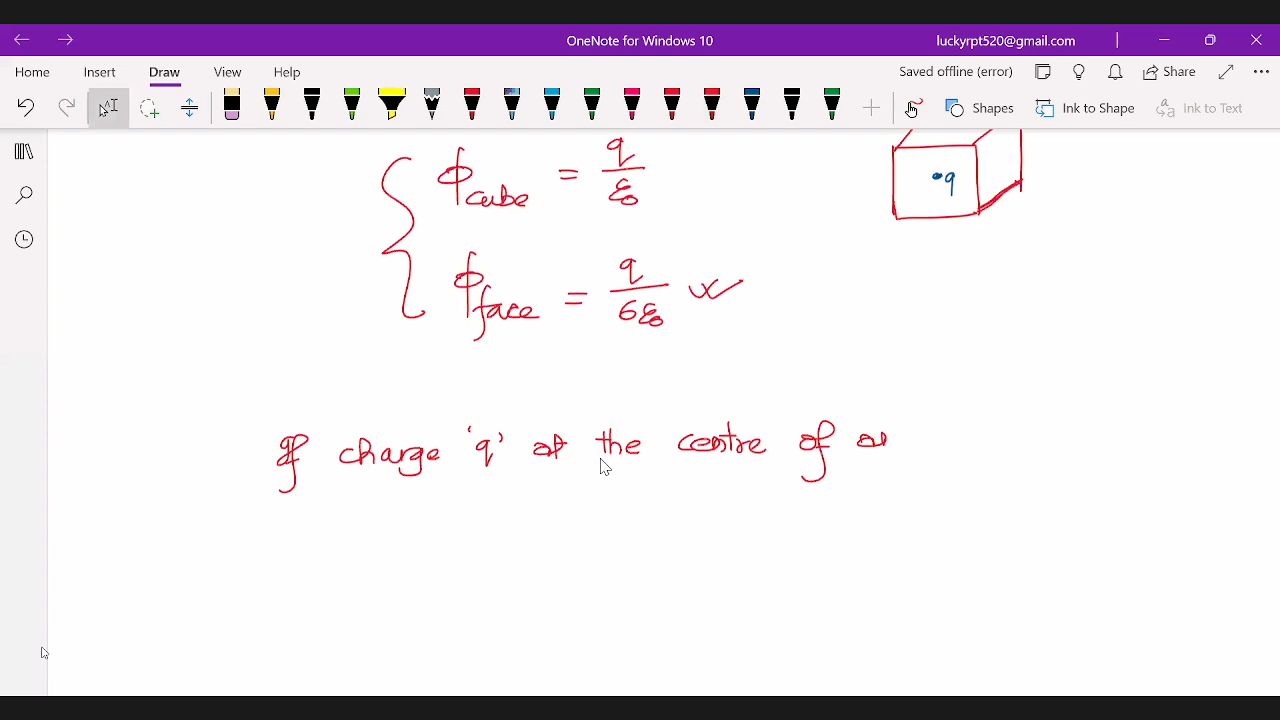 OneNote for Windows 10
luckyrpt520@gmail.com
Home Insert Draw View Help
Saved offline (error)
Share
Shapes
Ink to Shape
Ink to Text
ϕcube = q/ε₀
q
ϕface = q/6ε₀
If charge 'q' at the centre of a